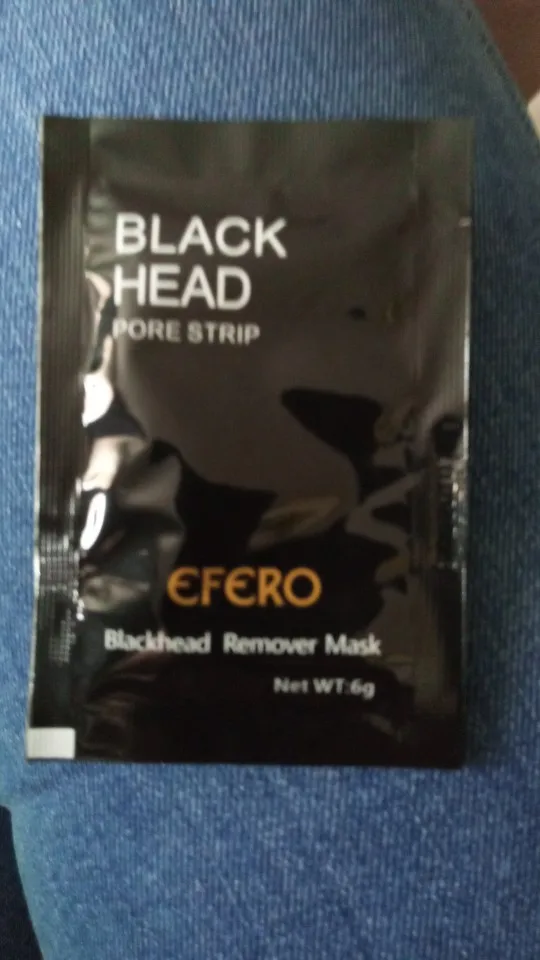 BLACK
HEAD
PORE STRIP
EFERO
Blackhead Remover Mask
Net WT:6g